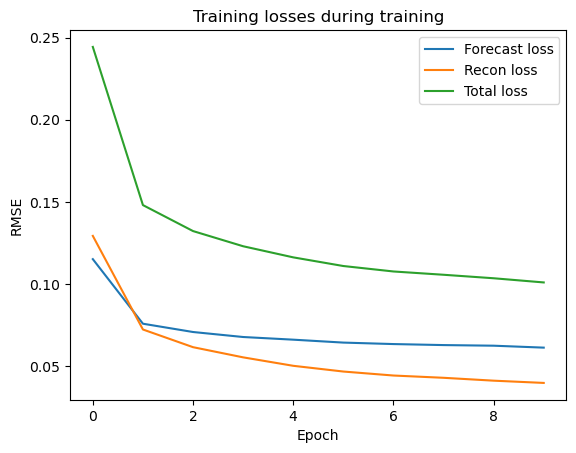 Training losses during training
0.25
0.20
0.15
0.10
0.05
RMSE
Forecast loss
Recon loss
Total loss
0
2
4
6
8
Epoch